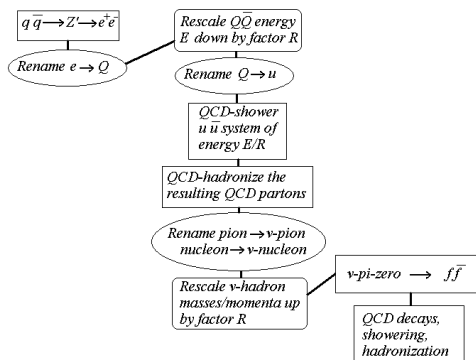 q q̅ → Z′ → e⁺e⁻
Rename e → Q
Rescale QQ̅ energy
E down by factor R
Rename Q → u
QCD-shower
u u̅ system of
energy E/R
QCD-hadronize the
resulting QCD partons
Rename pion → v-pion
nucleon → v-nucleon
Rescale v-hadron
masses/momenta up
by factor R
v-pi-zero → f f̅
QCD decays,
showering,
hadronization